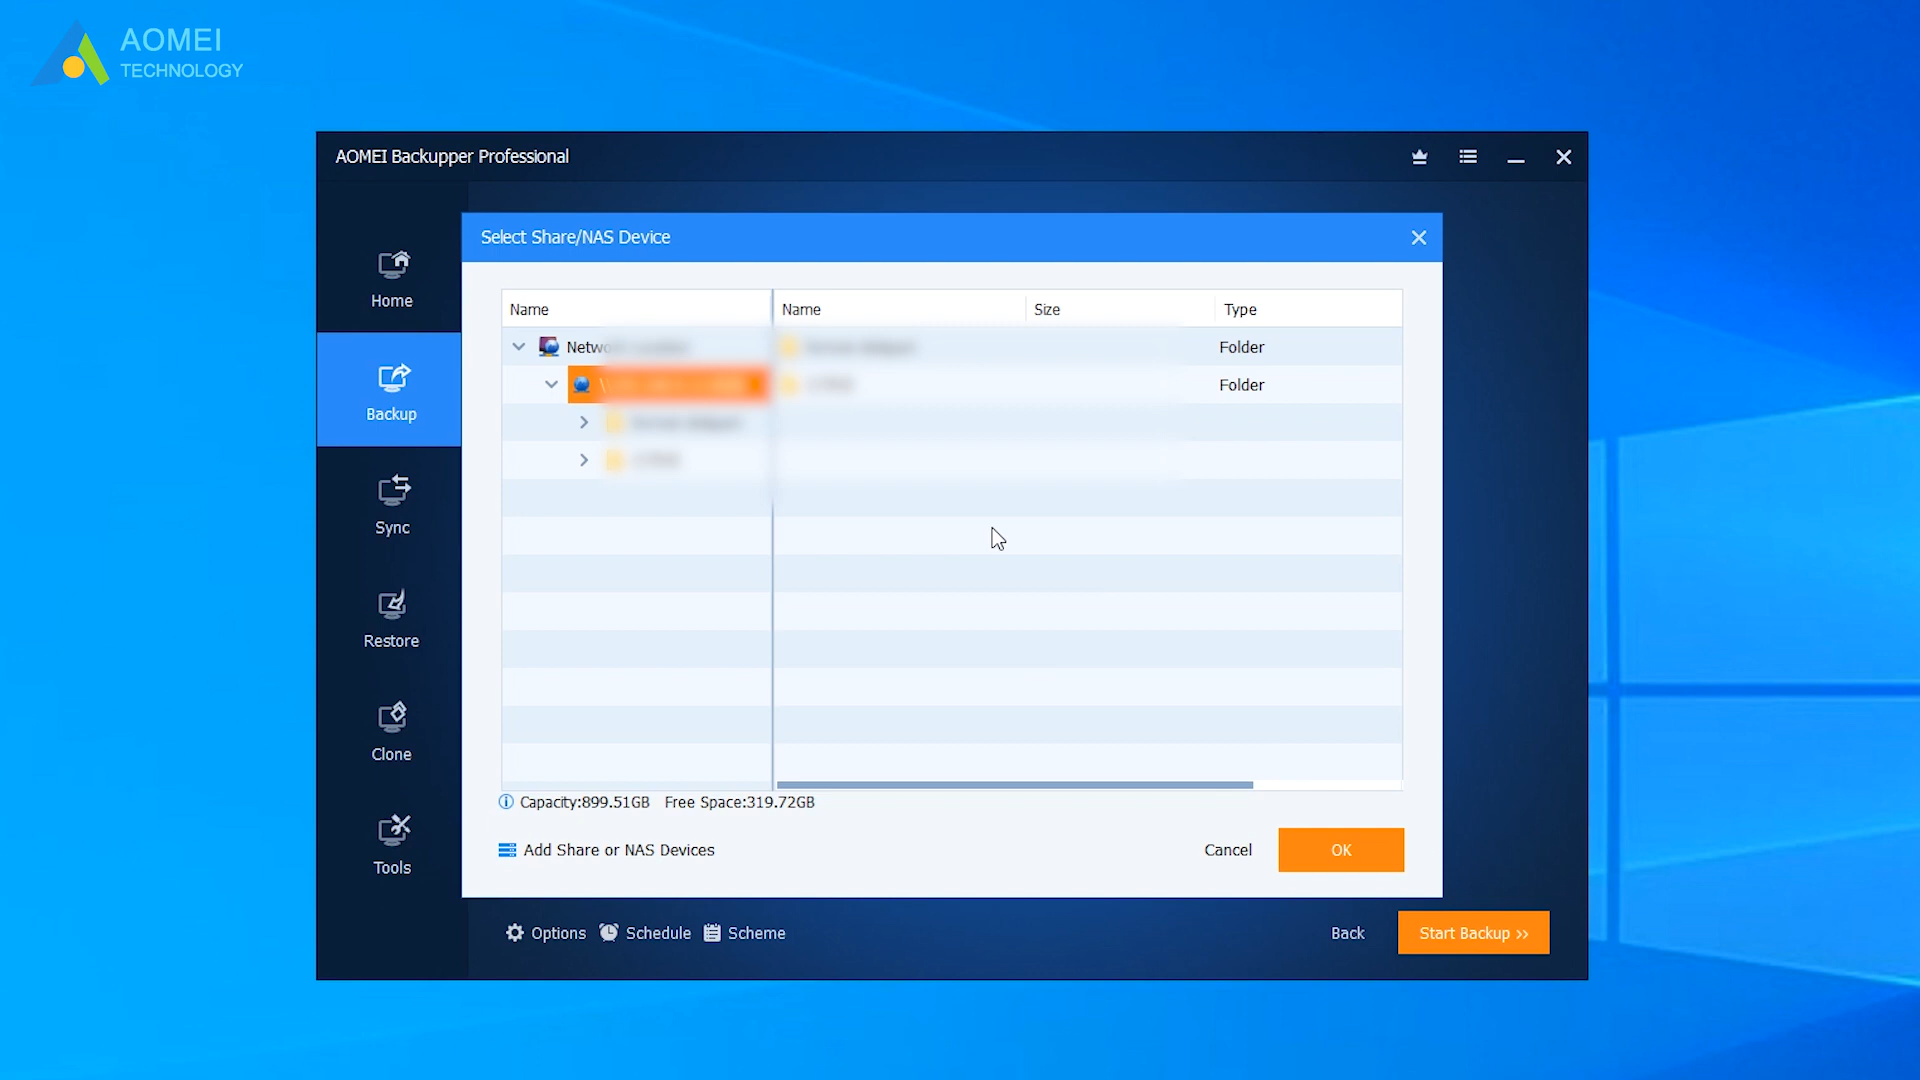 AOMEI
TECHNOLOGY
AOMEI Backupper Professional
Select Share/NAS Device
Home
Backup
Sync
Restore
Clone
Tools
Name
Name Size Type
Folder
Folder
Capacity:899.51GB Free Space:319.72GB
Add Share or NAS Devices
Cancel OK
Options Schedule Scheme
Back Start Backup >>